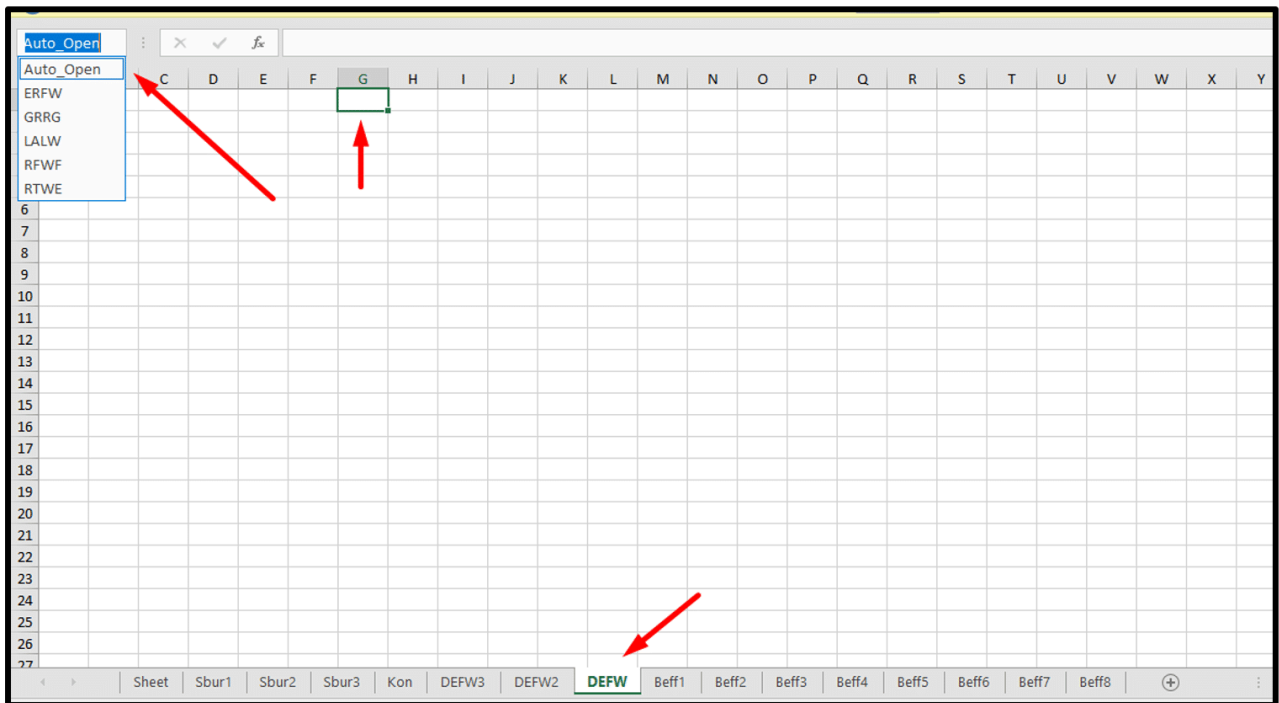 Auto_Open
fx
Auto_Open
ERFW
GRRG
LALW
RFWF
RTWE
C D E F G H I J K L M N O P Q R S T U V W X Y
6
7
8
9
10
11
12
13
14
15
16
17
18
19
20
21
22
23
24
25
26
27
Sheet Sbur1 Sbur2 Sbur3 Kon DEFW3 DEFW2 DEFW Beff1 Beff2 Beff3 Beff4 Beff5 Beff6 Beff7 Beff8